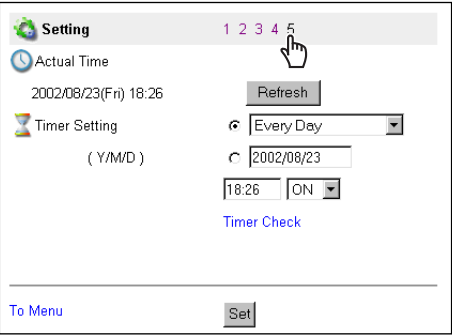 Setting 1 2 3 4 5
Actual Time
2002/08/23(Fri) 18:26 Refresh
Timer Setting Every Day
( Y/M/D ) 2002/08/23
18:26 ON
Timer Check
To Menu Set